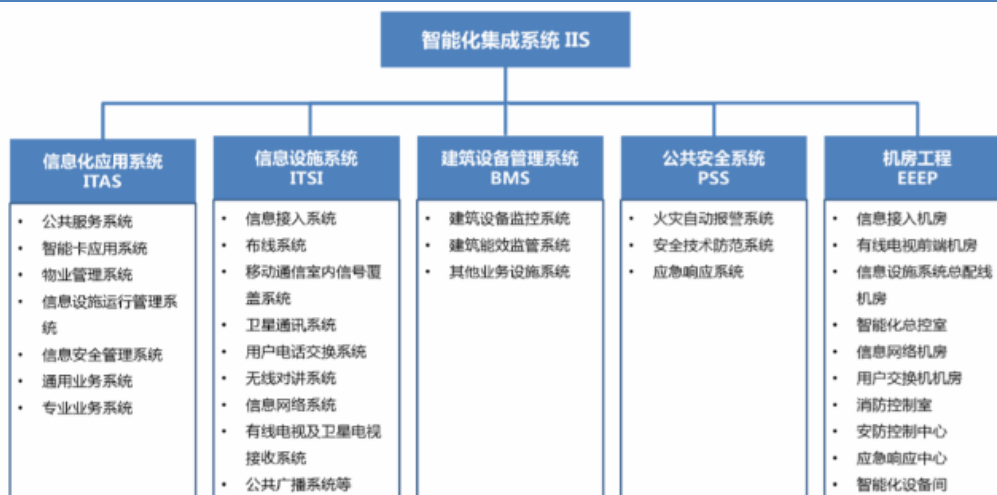 智能化集成系统 IIS
信息化应用系统
ITAS
• 公共服务系统
• 智能卡应用系统
• 物业管理系统
• 信息设施运行管理系
统
• 信息安全管理系统
• 通用业务系统
• 专业业务系统
信息设施系统
ITSI
• 信息接入系统
• 布线系统
• 移动通信室内信号覆
盖系统
• 卫星通讯系统
• 用户电话交换系统
• 无线对讲系统
• 信息网络系统
• 有线电视及卫星电视
接收系统
• 公共广播系统等
建筑设备管理系统
BMS
• 建筑设备监控系统
• 建筑能效监管系统
• 其他业务设施系统
公共安全系统
PSS
• 火灾自动报警系统
• 安全技术防范系统
• 应急响应系统
机房工程
EEEP
• 信息接入机房
• 有线电视前端机房
• 信息设施系统总配线
机房
• 智能化总控室
• 信息网络机房
• 用户交换机机房
• 消防控制室
• 安防控制中心
• 应急响应中心
• 智能化设备间